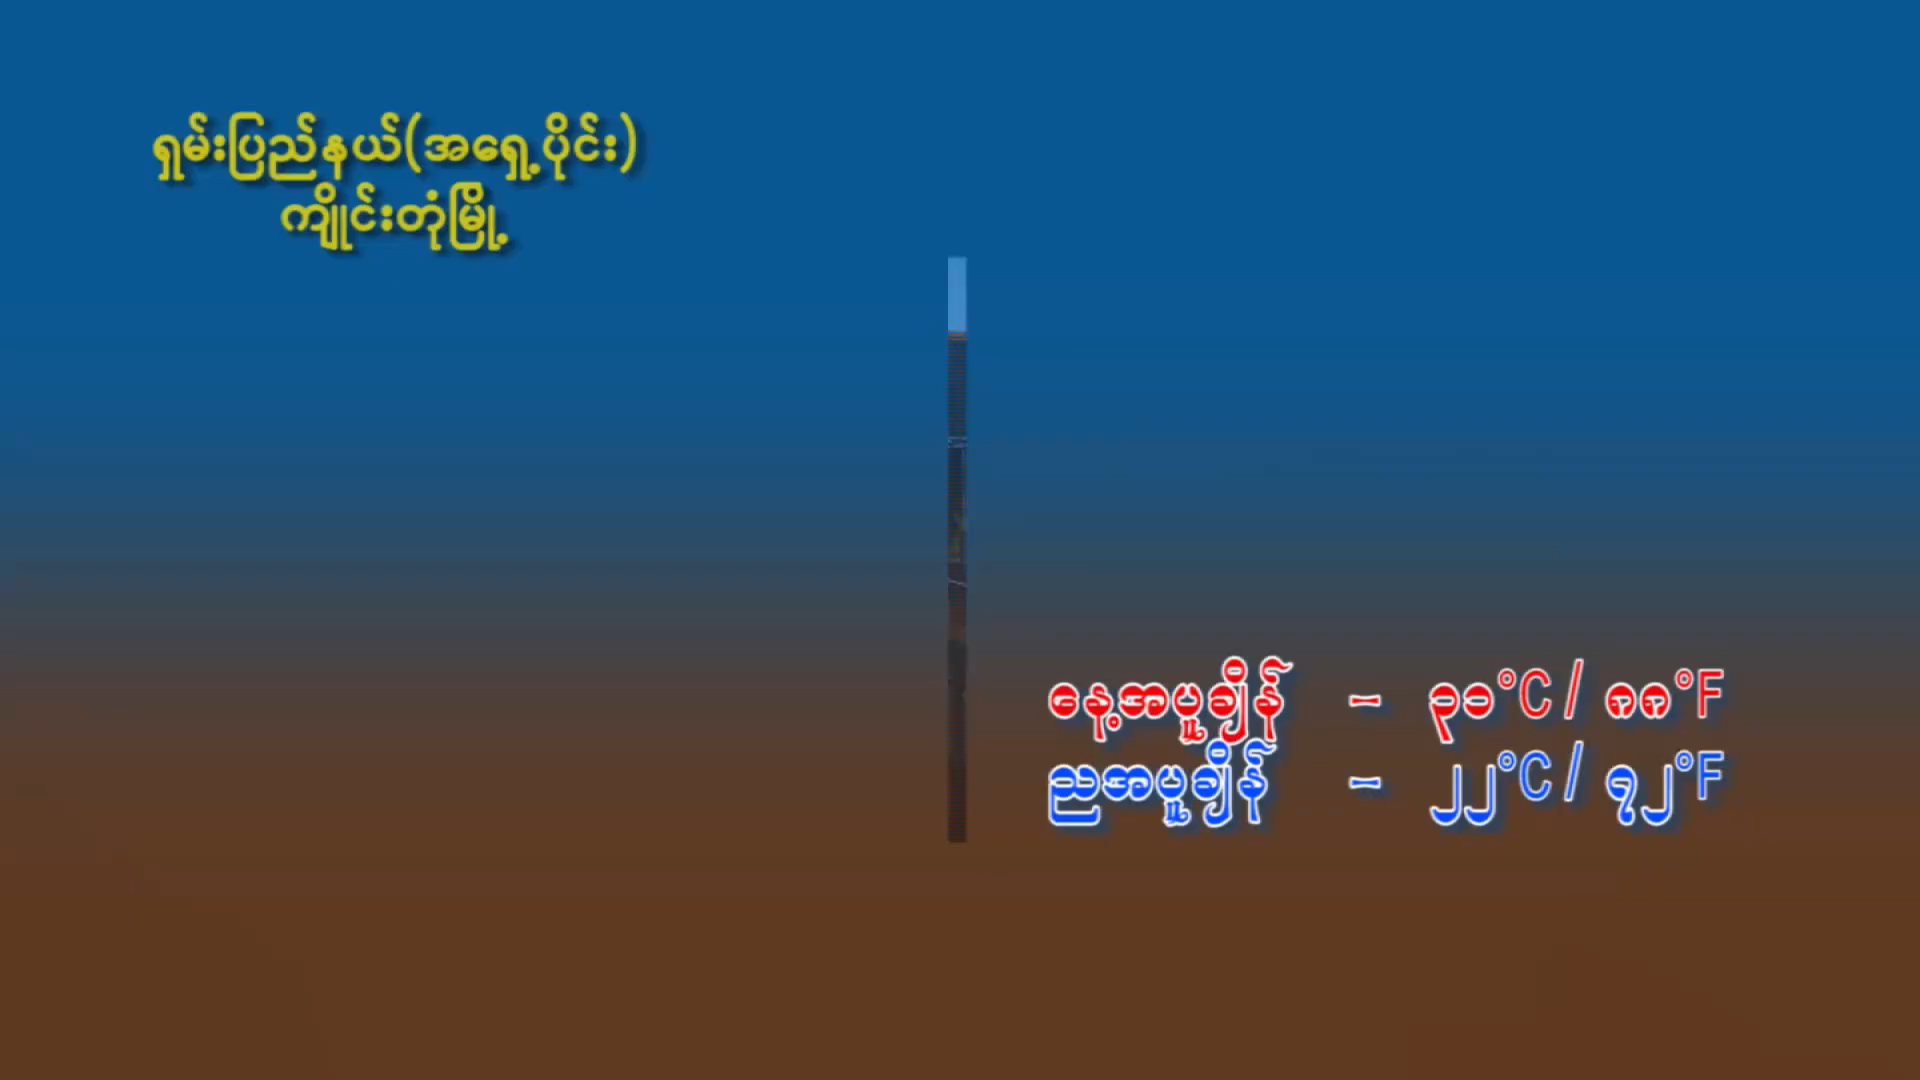 ရှမ်းပြည်နယ်(အရှေ့ပိုင်း)
ကျိုင်းတုံမြို့
နေ့အပူချိန် - ၃၁°C / ၈၈°F
ညအပူချိန် - ၂၂°C / ၇၂°F